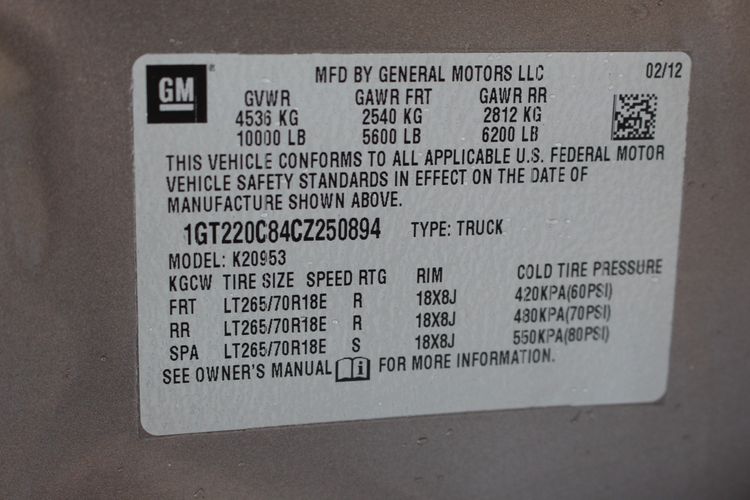 GM
MFD BY GENERAL MOTORS LLC 02/12
GVWR GAWR FRT GAWR RR
4536 KG 2540 KG 2812 KG
10000 LB 5600 LB 6200 LB
THIS VEHICLE CONFORMS TO ALL APPLICABLE U.S. FEDERAL MOTOR
VEHICLE SAFETY STANDARDS IN EFFECT ON THE DATE OF
MANUFACTURE SHOWN ABOVE.
1GT220C84CZ250894 TYPE: TRUCK
MODEL: K20953
KGCW TIRE SIZE SPEED RTG RIM COLD TIRE PRESSURE
FRT LT265/70R18E R 18X8J 420KPA(60PSI)
RR LT265/70R18E R 18X8J 480KPA(70PSI)
SPA LT265/70R18E S 18X8J 550KPA(80PSI)
SEE OWNER'S MANUAL i FOR MORE INFORMATION.